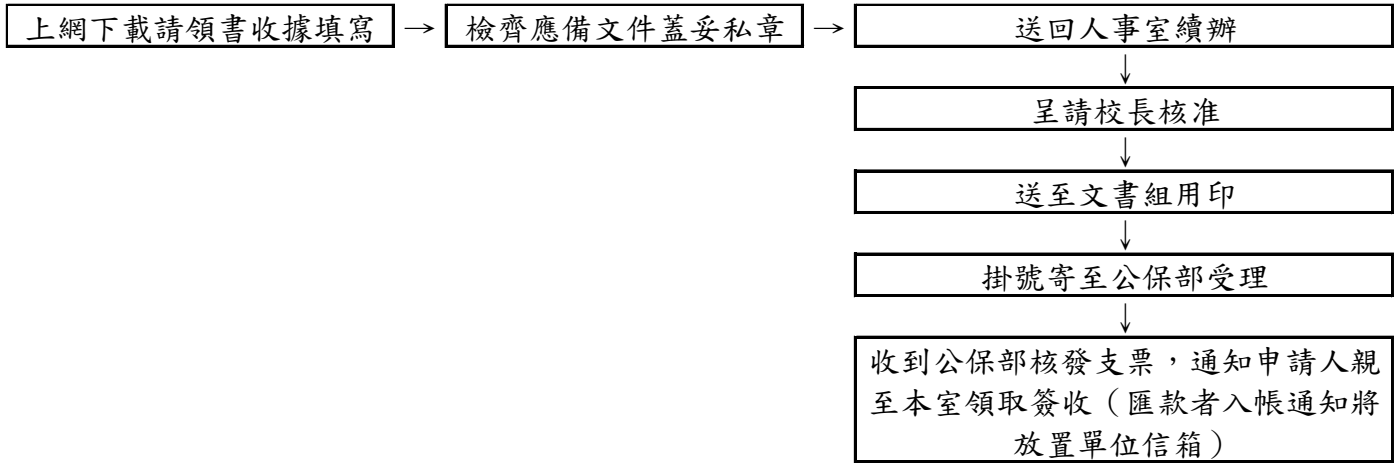 上網下載請領書收據填寫 → 檢齊應備文件蓋妥私章 → 送回人事室續辦
↓
呈請校長核准
↓
送至文書組用印
↓
掛號寄至公保部受理
↓
收到公保部核發支票，通知申請人親
至本室領取簽收（匯款者入帳通知將
放置單位信箱）